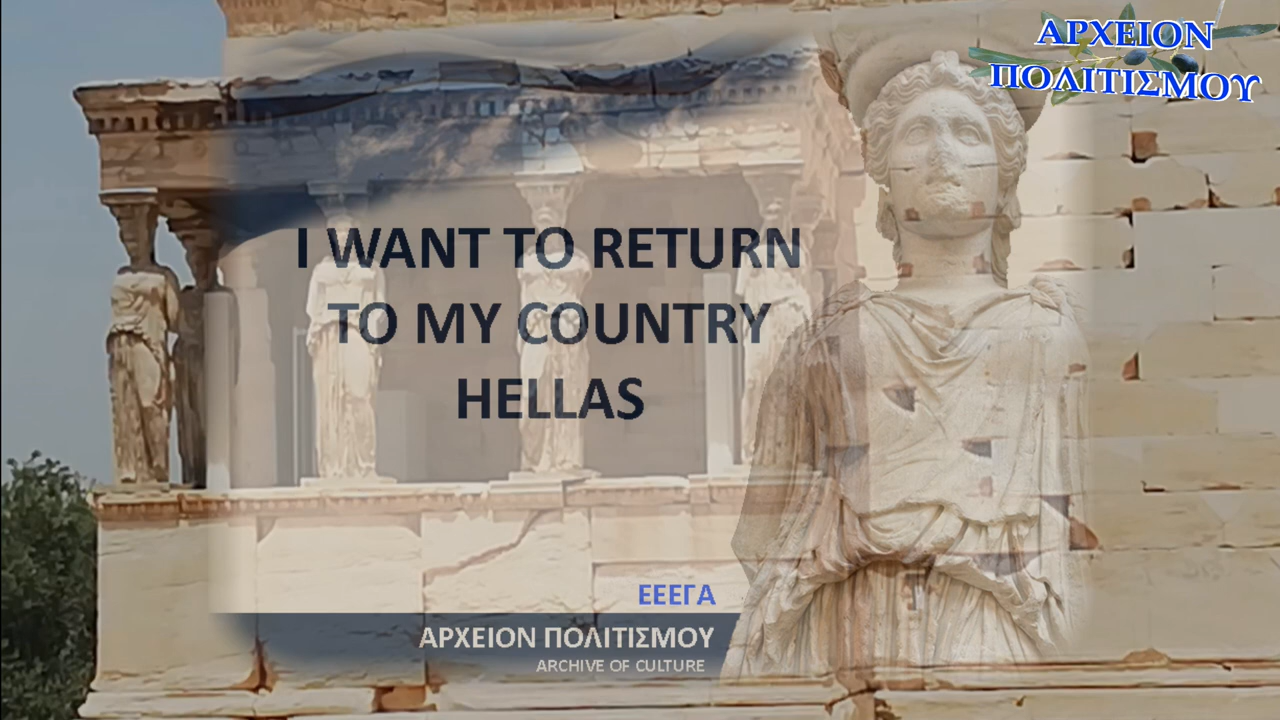 ΑΡΧΕΙΟΝ
ΠΟΛΙΤΙΣΜΟΥ
I WANT TO RETURN
TO MY COUNTRY
HELLAS
ΕΕΕΓΑ
ΑΡΧΕΙΟΝ ΠΟΛΙΤΙΣΜΟΥ
ARCHIVE OF CULTURE